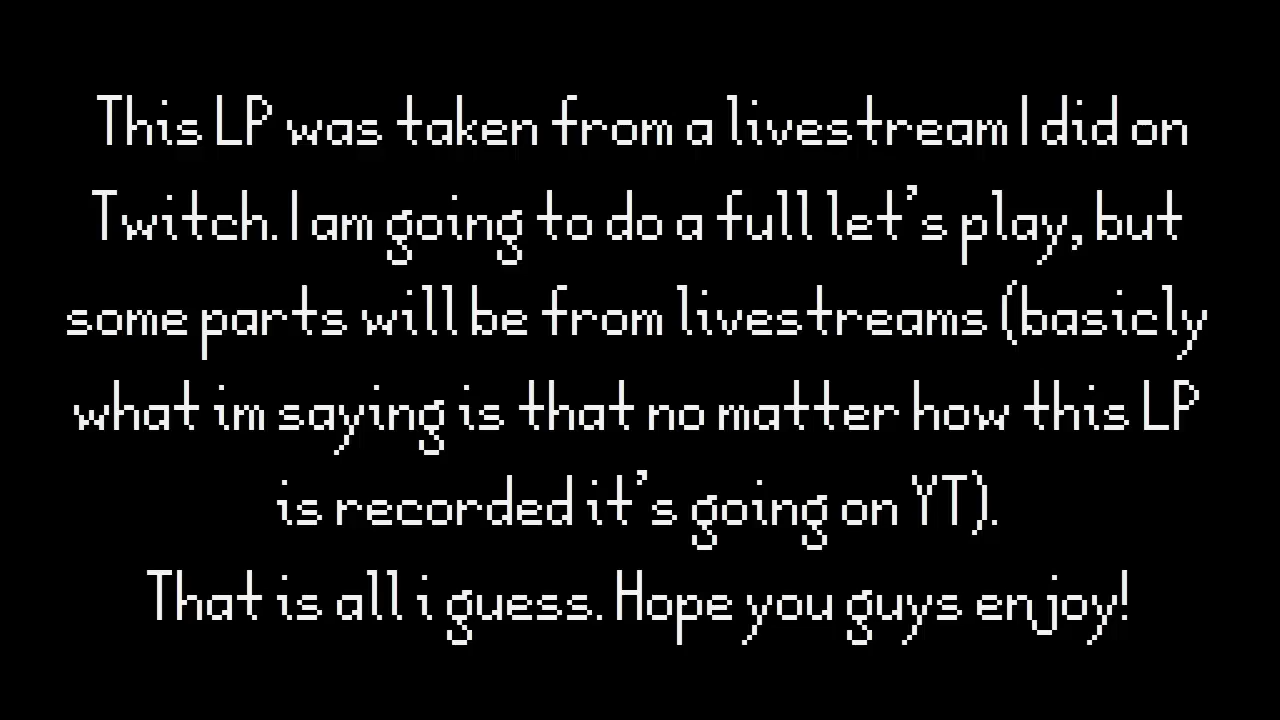 This LP was taken from a livestream I did on
Twitch. I am going to do a full let's play, but
some parts will be from livestreams (basicly
what im saying is that no matter how this LP
is recorded it's going on YT).
That is all i guess. Hope you guys enjoy!